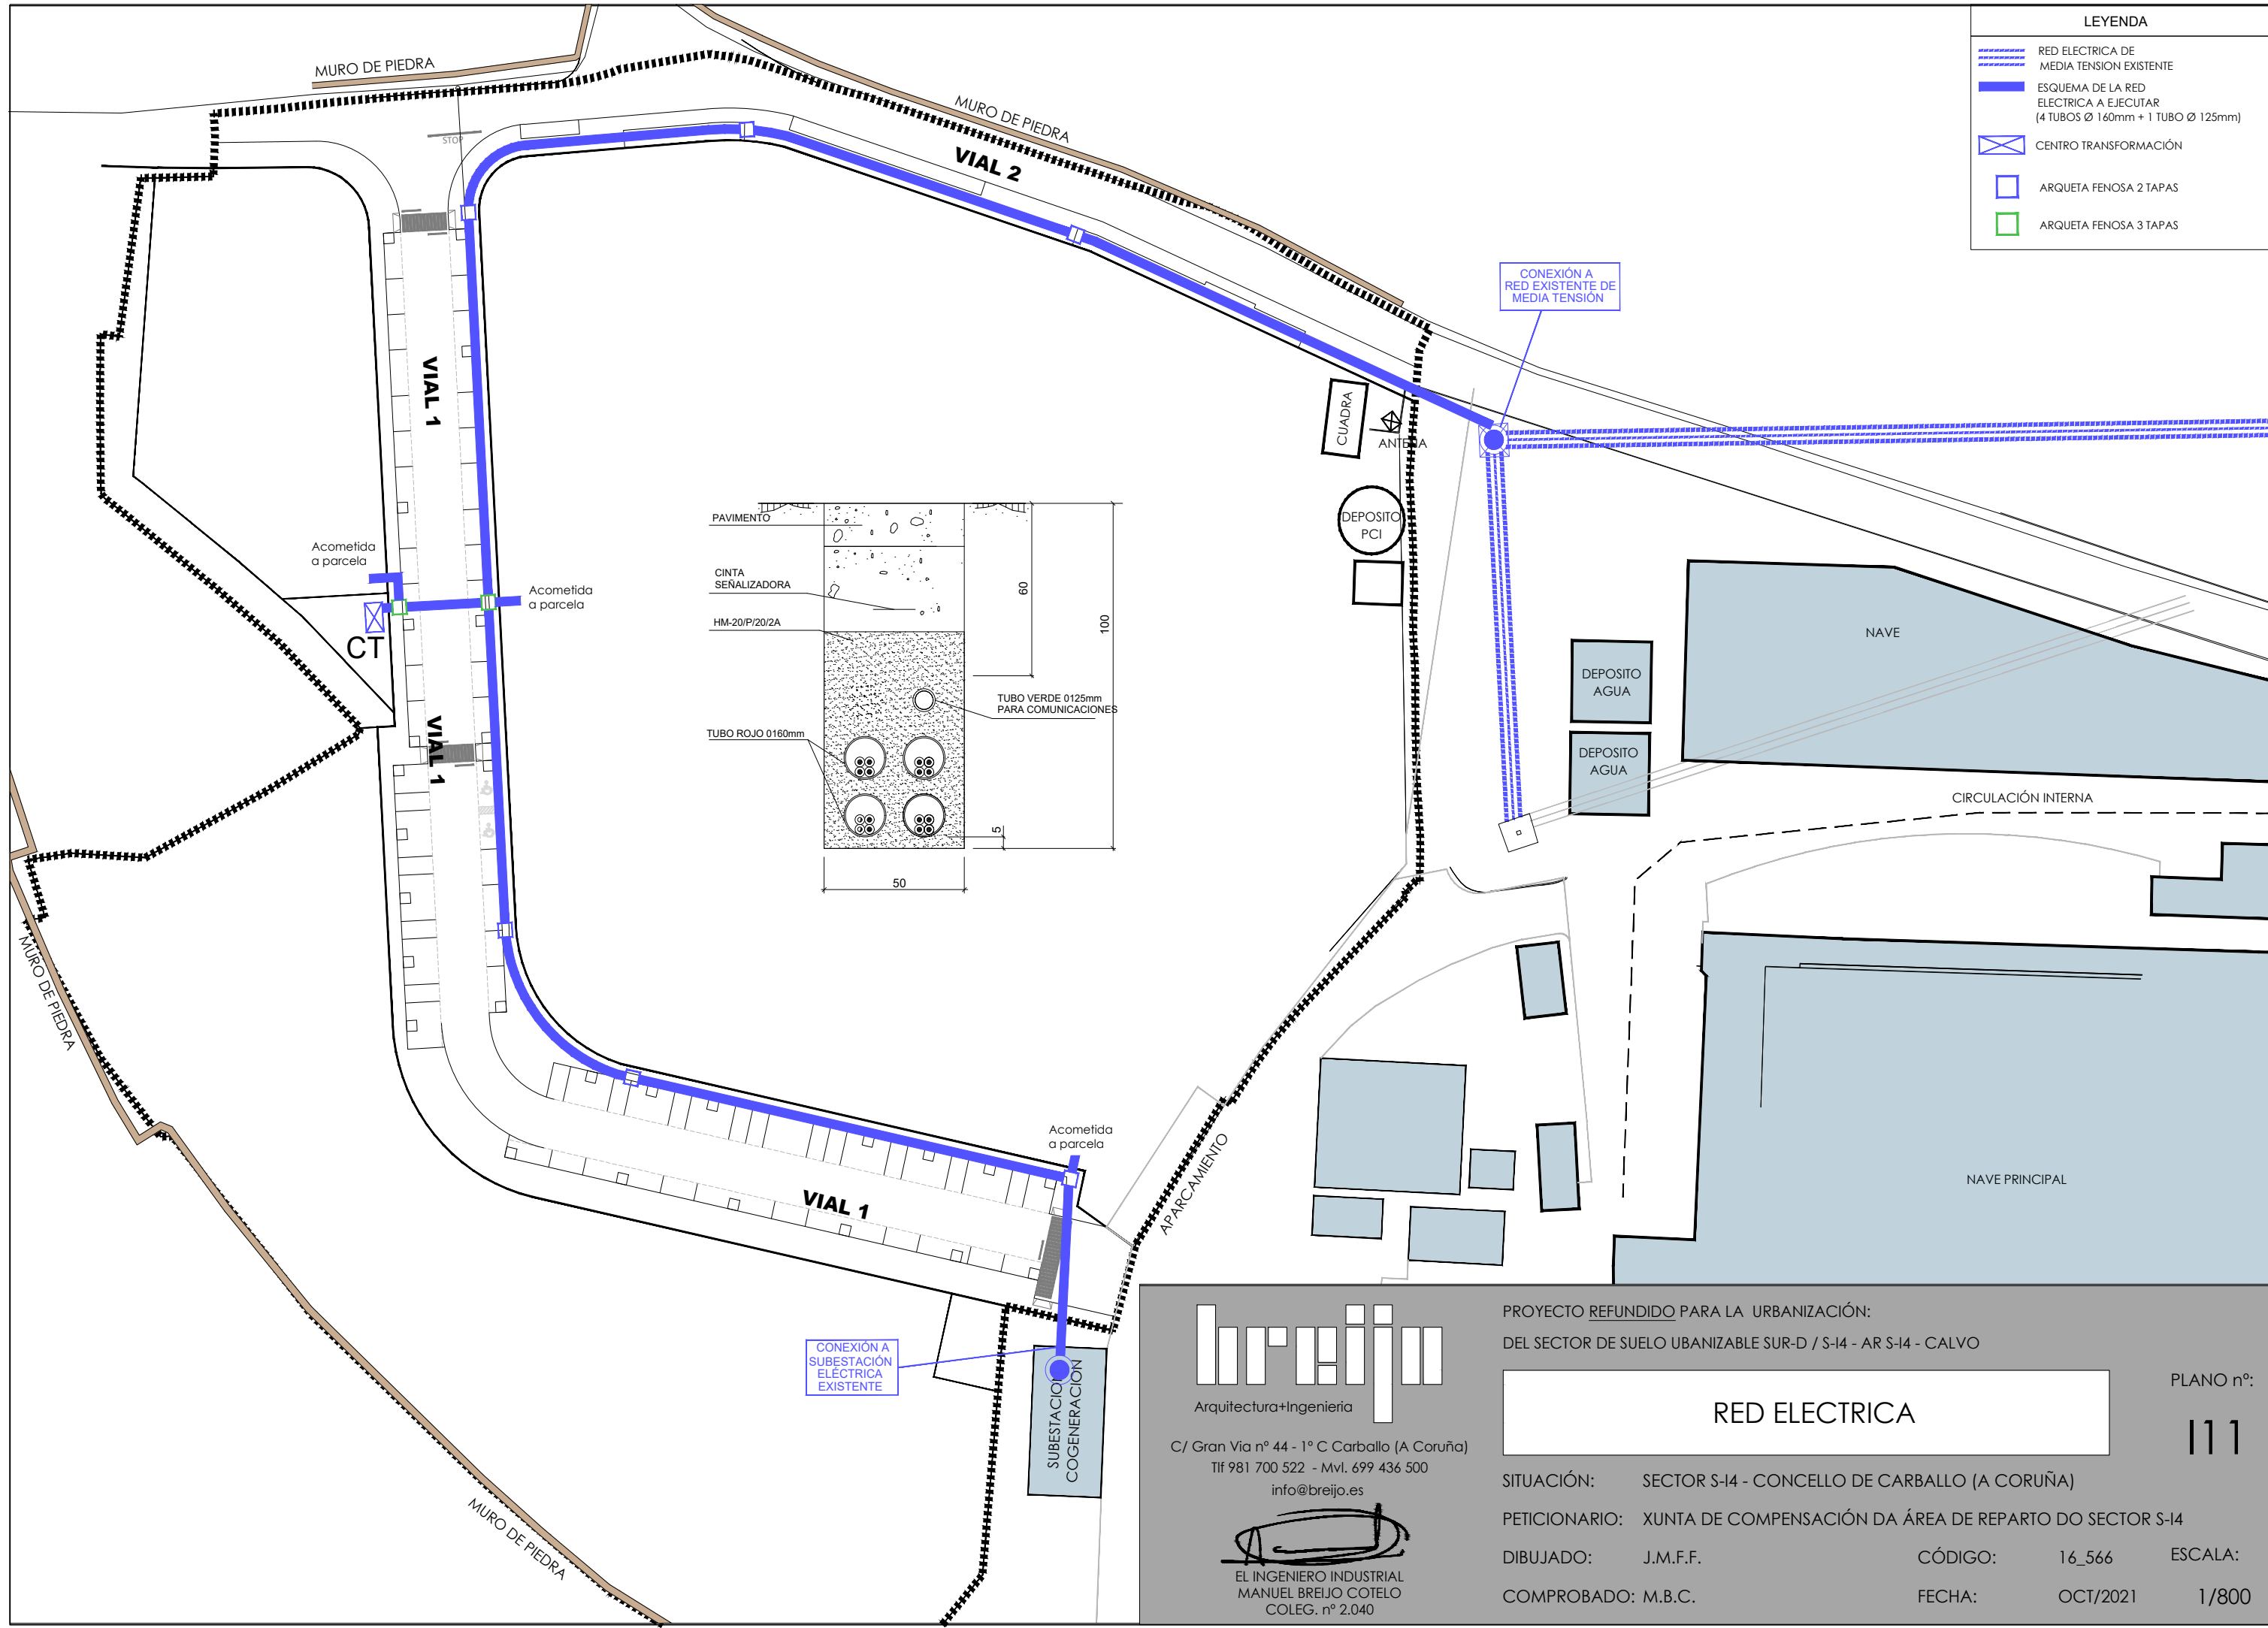 LEYENDA
RED ELECTRICA DE
MEDIA TENSION EXISTENTE
ESQUEMA DE LA RED
ELECTRICA A EJECUTAR
(4 TUBOS Ø 160mm + 1 TUBO Ø 125mm)
CENTRO TRANSFORMACIÓN
ARQUETA FENOSA 2 TAPAS
ARQUETA FENOSA 3 TAPAS
MURO DE PIEDRA
MURO DE PIEDRA
STOP
VIAL 2
CONEXIÓN A
RED EXISTENTE DE
MEDIA TENSIÓN
VIAL 1
CUADRA
ANTENA
DEPOSITO
PCI
PAVIMENTO
CINTA
SEÑALIZADORA
HM-20/P/20/2A
TUBO VERDE 0125mm
PARA COMUNICACIONES
TUBO ROJO 0160mm
60
100
5
50
Acometida
a parcela
Acometida
a parcela
CT
VIAL 1
NAVE
DEPOSITO
AGUA
DEPOSITO
AGUA
CIRCULACIÓN INTERNA
MURO DE PIEDRA
Acometida
a parcela
VIAL 1
APARCAMIENTO
NAVE PRINCIPAL
CONEXIÓN A
SUBESTACIÓN
ELÉCTRICA
EXISTENTE
SUBESTACION
COGENERACIÓN
MURO DE PIEDRA
breijo
Arquitectura+Ingenieria
C/ Gran Via nº 44 - 1º C Carballo (A Coruña)
Tlf 981 700 522 - Mvl. 699 436 500
info@breijo.es
EL INGENIERO INDUSTRIAL
MANUEL BREIJO COTELO
COLEG. nº 2.040
PROYECTO REFUNDIDO PARA LA URBANIZACIÓN:
DEL SECTOR DE SUELO UBANIZABLE SUR-D / S-I4 - AR S-I4 - CALVO
RED ELECTRICA
PLANO nº:
I11
SITUACIÓN: SECTOR S-I4 - CONCELLO DE CARBALLO (A CORUÑA)
PETICIONARIO: XUNTA DE COMPENSACIÓN DA ÁREA DE REPARTO DO SECTOR S-I4
DIBUJADO: J.M.F.F. CÓDIGO: 16_566 ESCALA:
COMPROBADO: M.B.C. FECHA: OCT/2021 1/800